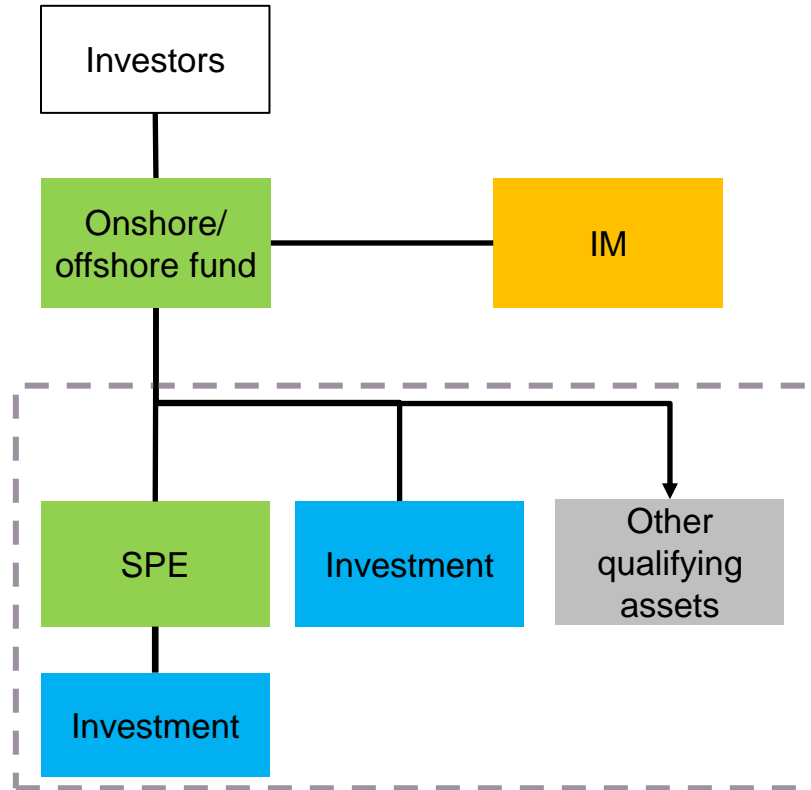 Investors
Onshore/
offshore fund
IM
SPE
Investment
Other
qualifying
assets
Investment